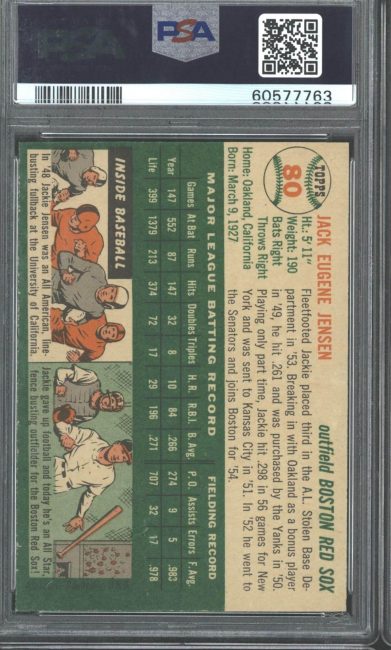 PSA
PSA
60577763
TOPPS
80
JACK EUGENE JENSEN
outfield BOSTON RED SOX
Ht.: 5'11"
Weight: 190
Bats Right
Throws Right
Home: Oakland, California
Born: March 9, 1927
Fleetfooted Jackie placed third in the A.L. Stolen Base De-
partment in '53. Breaking in with Oakland as a bonus player
in '49, he hit .261 and was purchased by the Yanks in '50.
Playing only part time, Jackie hit .298 in 56 games for New
York and was sent to Kansas City in '51. In '52 he went to
the Senators and joins Boston for '54.
MAJOR LEAGUE BATTING RECORD FIELDING RECORD
Games At Bat Runs Hits Doubles Triples H.R. R.B.I. B.Avg. P.O. Assists Errors F.Avg.
Year 147 552 87 147 32 8 10 84 .266 274 9 5 .983
Life 399 1379 213 374 72 17 29 196 .271 707 32 17 .978
INSIDE BASEBALL
In '48 Jackie Jensen was an All American, line-
busting fullback at the University of California.
Jackie gave up football and today he's an All Star,
fence busting outfielder for the Boston Red Sox!